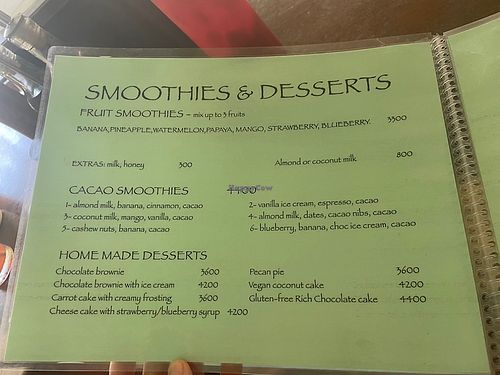 SMOOTHIES & DESSERTS
FRUIT SMOOTHIES - mix up to 3 fruits
BANANA,PINEAPPLE,WATERMELON,PAPAYA, MANGO, STRAWBERRY, BLUEBERRY. 3300
EXTRAS: milk, honey 300 Almond or coconut milk 800
CACAO SMOOTHIES 4400
HappyCow
1- almond milk, banana, cinnamon, cacao 2- vanilla ice cream, espresso, cacao
3- coconut milk, mango, vanilla, cacao 4- almond milk, dates, cacao nibs, cacao
5- cashew nuts, banana, cacao 6- blueberry, banana, choc ice cream, cacao
HOME MADE DESSERTS
Chocolate brownie 3600 Pecan pie 3600
Chocolate brownie with ice cream 4200 Vegan coconut cake 4200
Carrot cake with creamy frosting 3600 Gluten-free Rich Chocolate cake 4400
Cheese cake with strawberry/blueberry syrup 4200